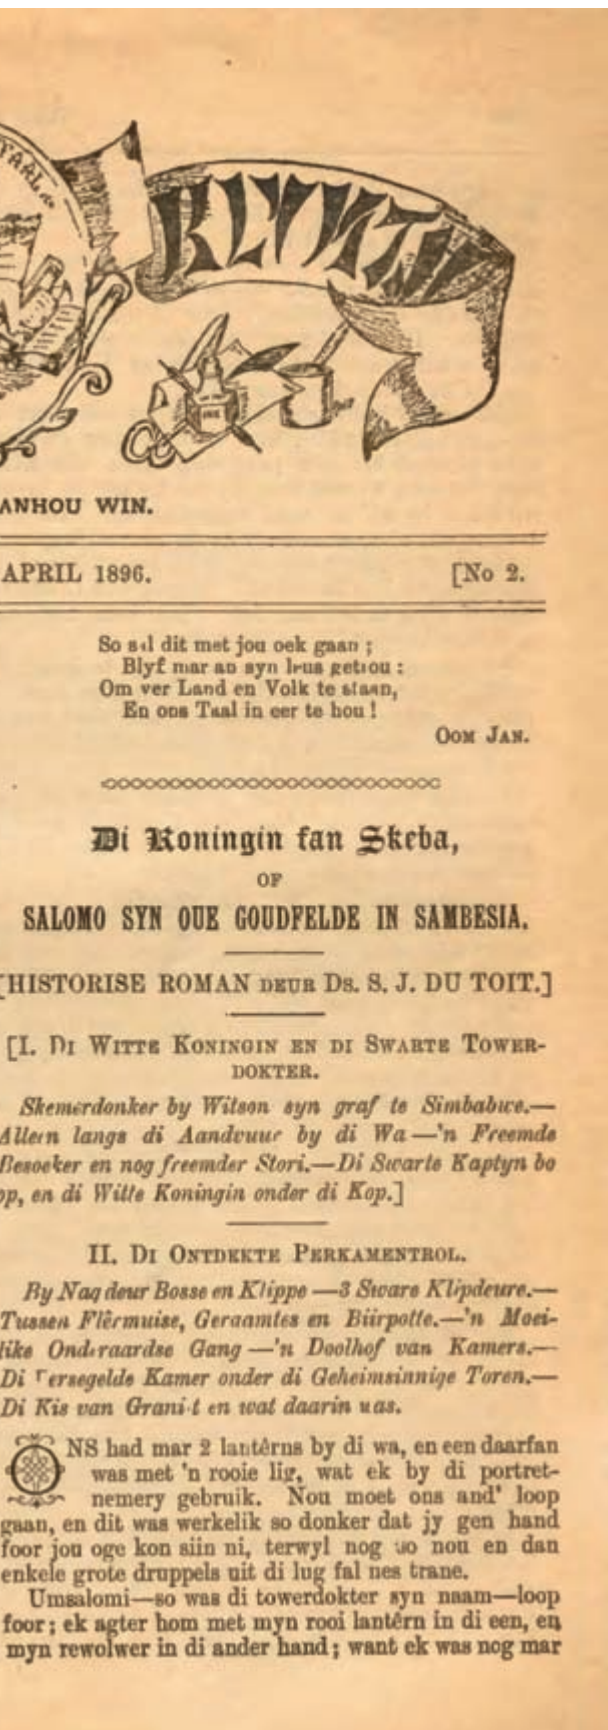 TAAL
KLYNTJI
INK
ANHOU WIN.
APRIL 1896.
[No 2.
So sal dit met jou oek gaan ;
Blyf mar an syn leus getrou :
Om ver Land en Volk te staan,
En ons Taal in eer te hou !
OOM JAN.
Di Koningin fan Skeba,
OF
SALOMO SYN OUE GOUDFELDE IN SAMBESIA.
[HISTORISE ROMAN DEUR DS. S. J. DU TOIT.]
[I. DI WITTE KONINGIN EN DI SWARTE TOWER-
DOKTER.
Skemerdonker by Wilson syn graf te Simbabwe.—
Allern langs di Aandvuur by di Wa—'n Freemde
Besoeker en nog freemder Stori.—Di Swarte Kaptyn bo
op, en di Witte Koningin onder di Kop.]
II. DI ONTDEKTE PERKAMENTROL.
By Nag deur Bosse en Klippe —3 Sware Klipdeure.—
Tussen Flêrmuise, Geraamtes en Biirpotte.—'n Moei-
like Onderaardse Gang —'n Doolhof van Kamers.—
Di Versegelde Kamer onder di Geheimsinnige Toren.—
Di Kis van Graniet en wat daarin was.
ONS had mar 2 lantêrns by di wa, en een daarfan
was met 'n rooie lig, wat ek by di portret-
nemery gebruik. Nou moet ons and' loop
gaan, en dit was werkelik so donker dat jy gen hand
foor jou oge kon siin ni, terwyl nog so nou en dan
enkele grote druppels uit di lug fal nes trane.
Umsalomi—so was di towerdokter syn naam—loop
foor ; ek agter hom met myn rooi lantêrn in di een, en
myn rewolwer in di ander hand ; want ek was nog mar